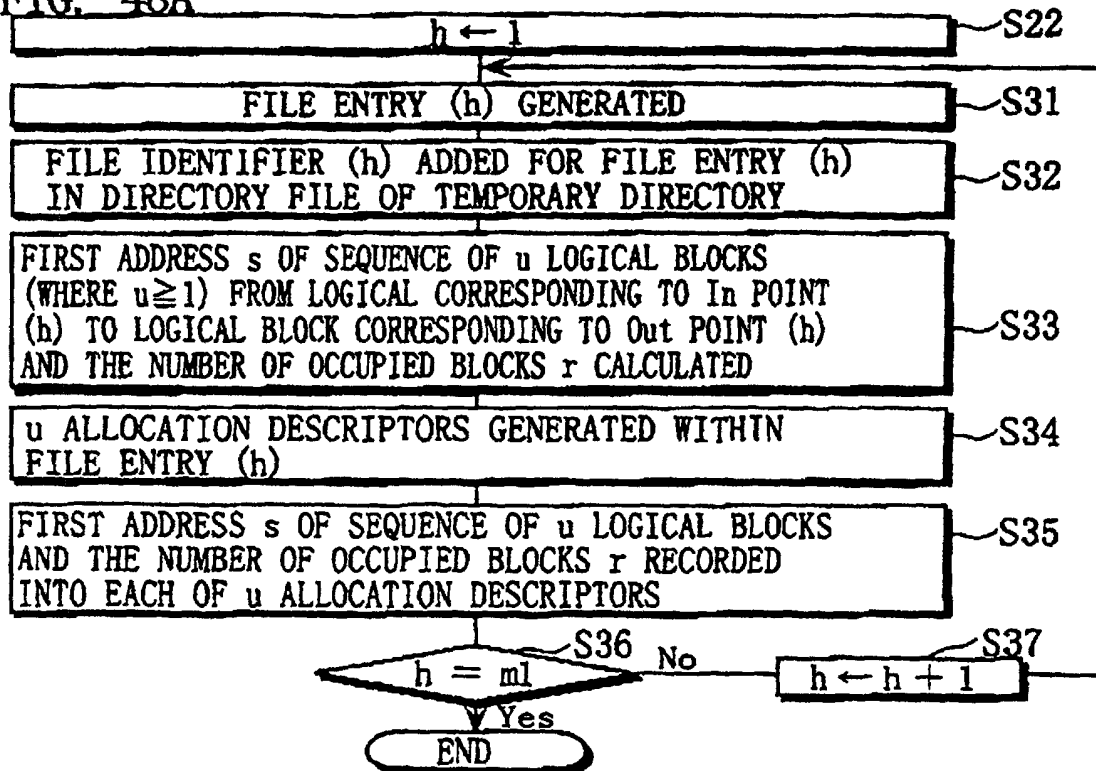 FIG. 48A
h ← 1
S22
FILE ENTRY (h) GENERATED
S31
FILE IDENTIFIER (h) ADDED FOR FILE ENTRY (h)
IN DIRECTORY FILE OF TEMPORARY DIRECTORY
S32
FIRST ADDRESS s OF SEQUENCE OF u LOGICAL BLOCKS
(WHERE u≧1) FROM LOGICAL CORRESPONDING TO In POINT
(h) TO LOGICAL BLOCK CORRESPONDING TO Out POINT (h)
AND THE NUMBER OF OCCUPIED BLOCKS r CALCULATED
S33
u ALLOCATION DESCRIPTORS GENERATED WITHIN
FILE ENTRY (h)
S34
FIRST ADDRESS s OF SEQUENCE OF u LOGICAL BLOCKS
AND THE NUMBER OF OCCUPIED BLOCKS r RECORDED
INTO EACH OF u ALLOCATION DESCRIPTORS
S35
S36
h = m1
No
S37
h ← h + 1
Yes
END